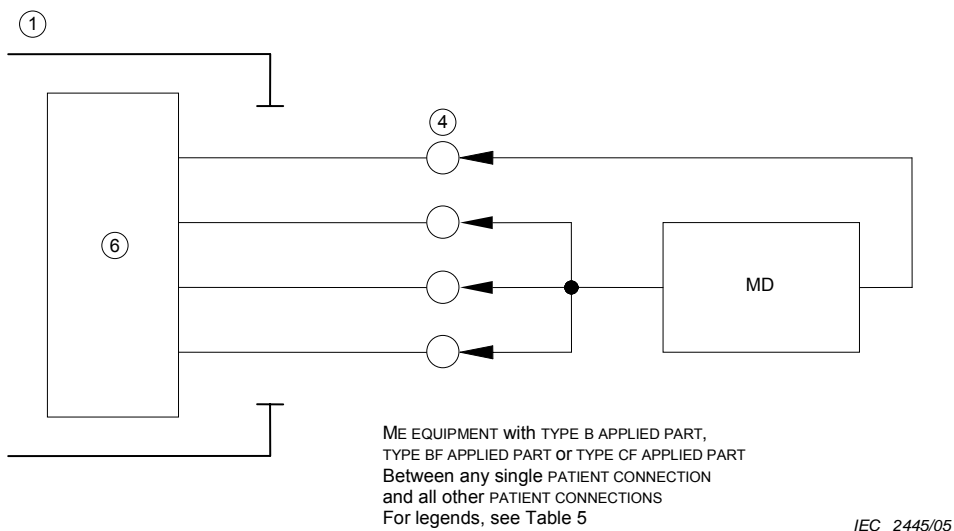 1
4
6
MD
ME EQUIPMENT with TYPE B APPLIED PART,
TYPE BF APPLIED PART or TYPE CF APPLIED PART
Between any single PATIENT CONNECTION
and all other PATIENT CONNECTIONS
For legends, see Table 5
IEC 2445/05